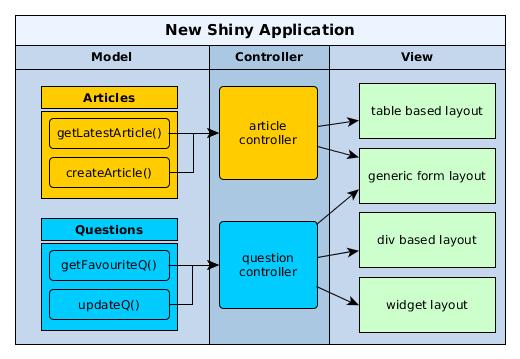 New Shiny Application
Model
Controller
View
Articles
getLatestArticle()
createArticle()
Questions
getFavouriteQ()
updateQ()
article
controller
question
controller
table based layout
generic form layout
div based layout
widget layout